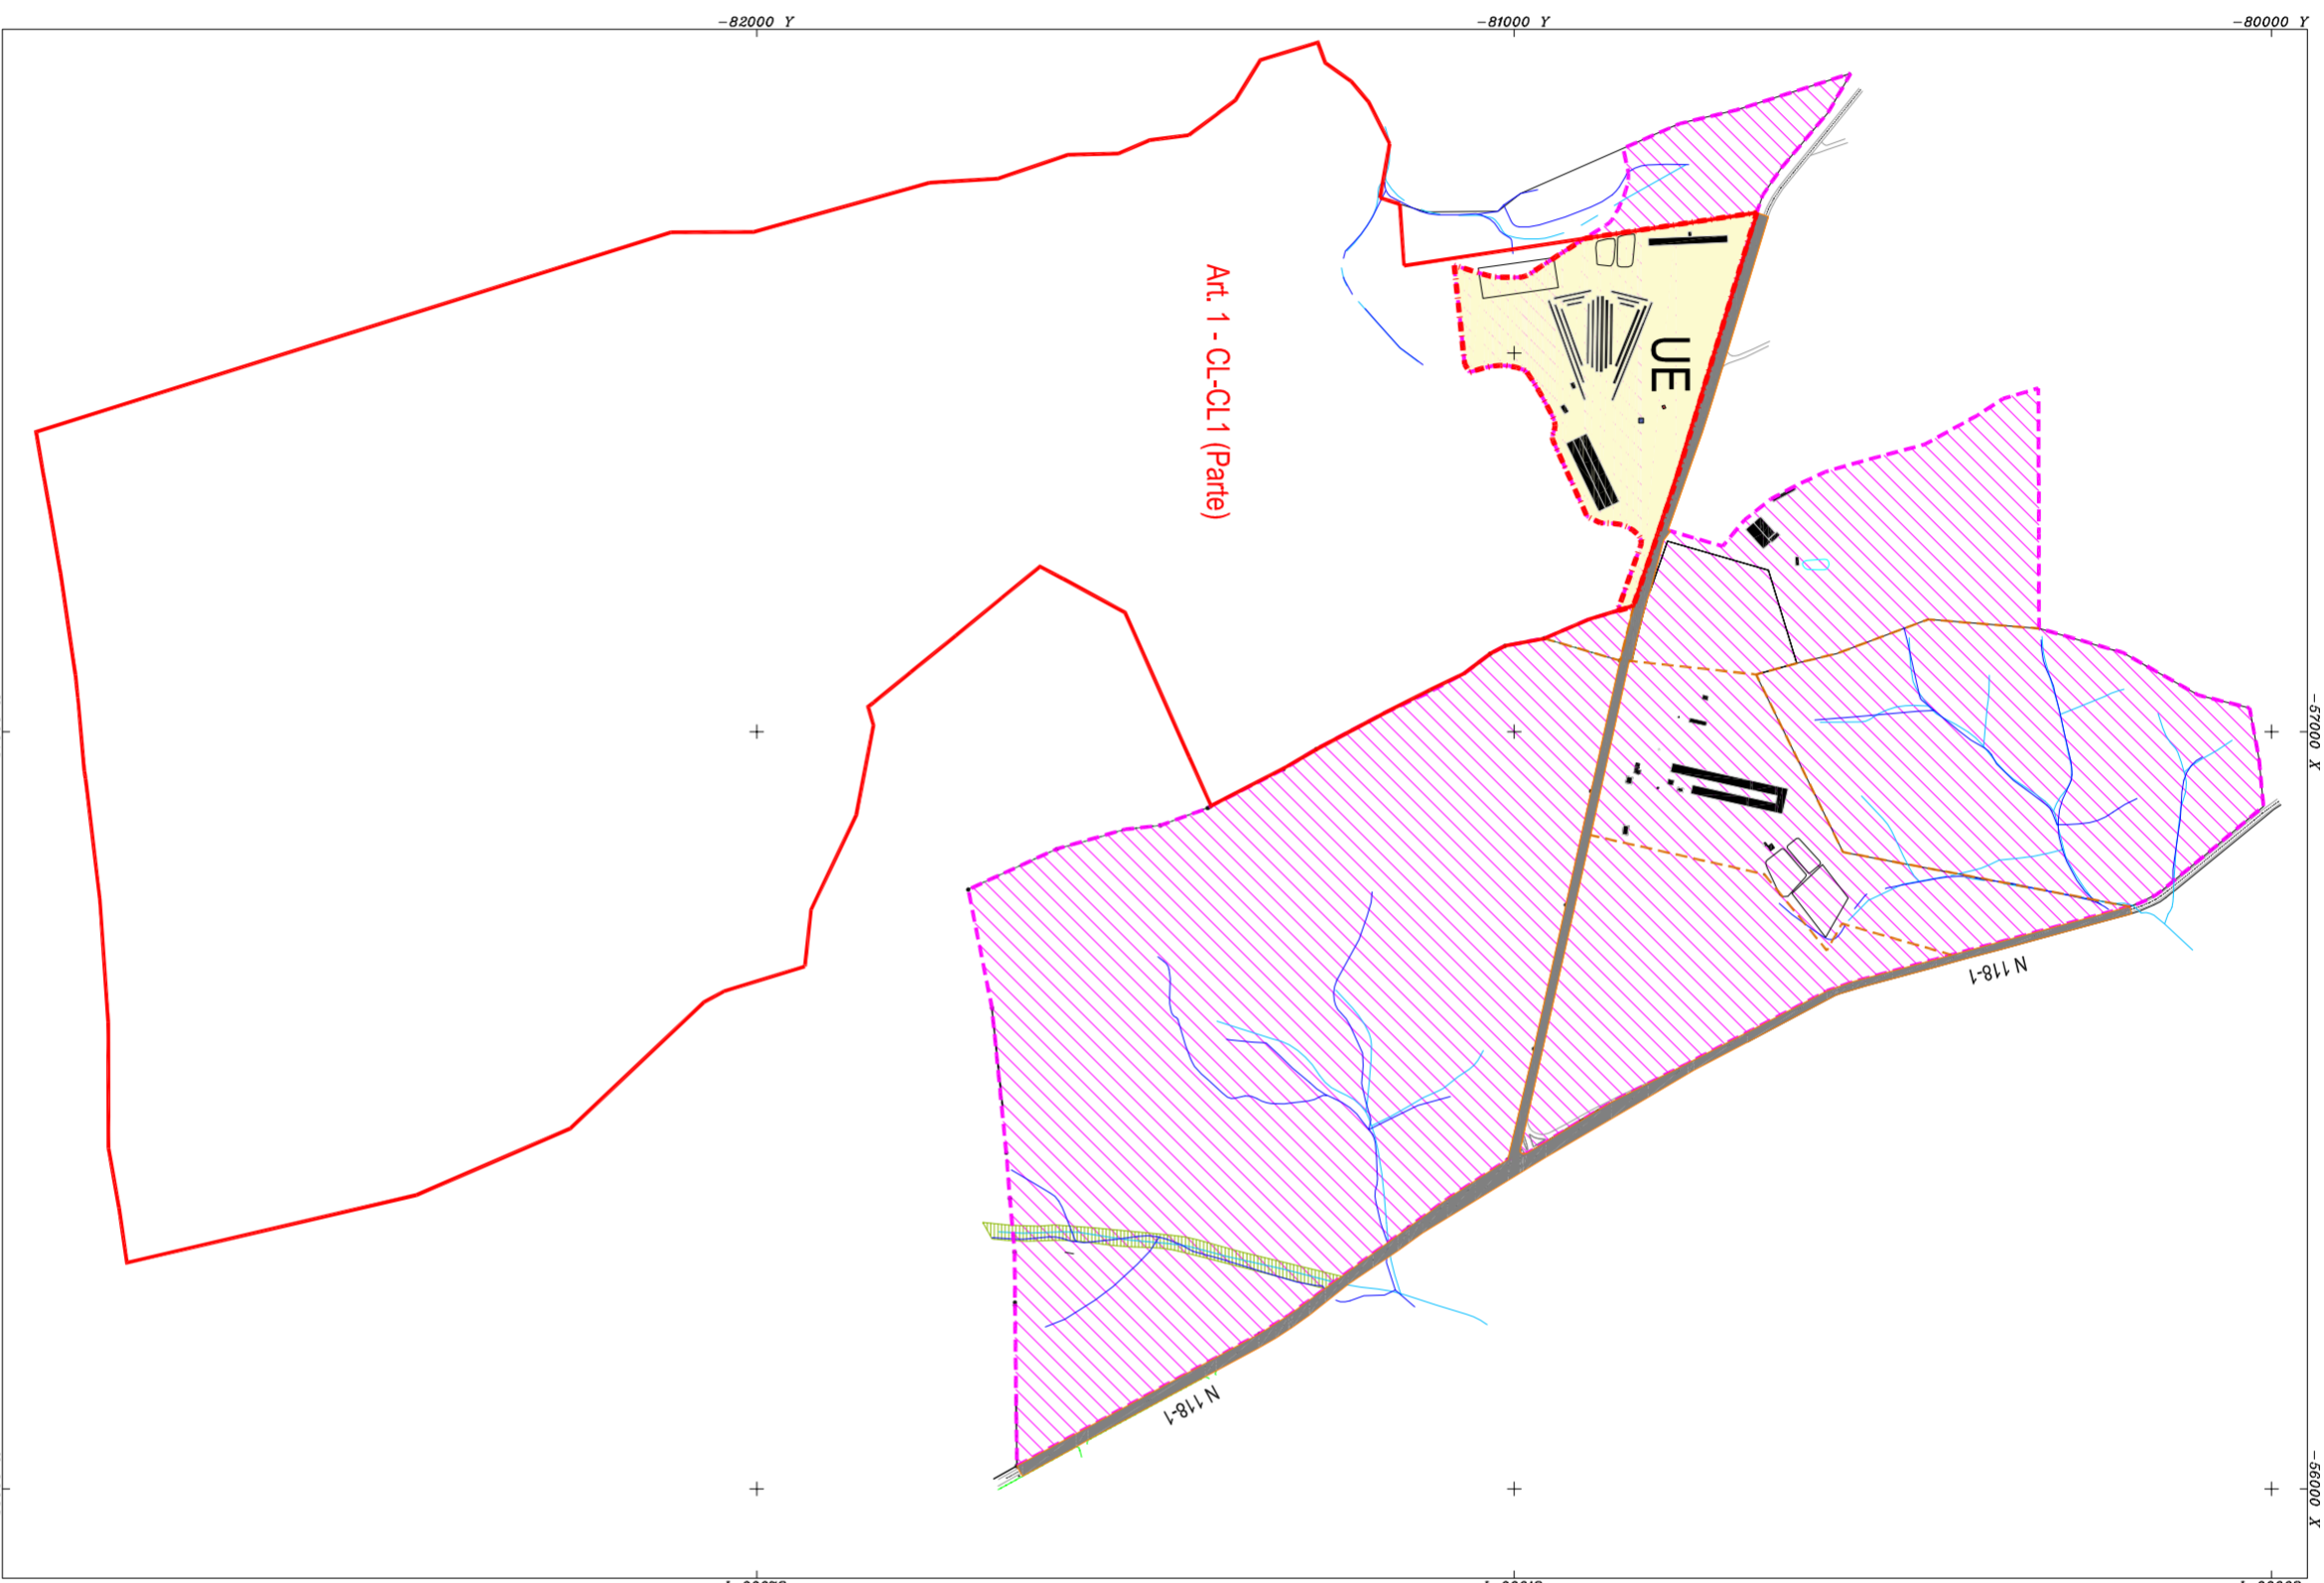 -82000 Y
-81000 Y
-80000 Y
UE
Art. 1 - CL-CL1 (Parte)
-57000 X
N 118-1
N 118-1
-56000 X